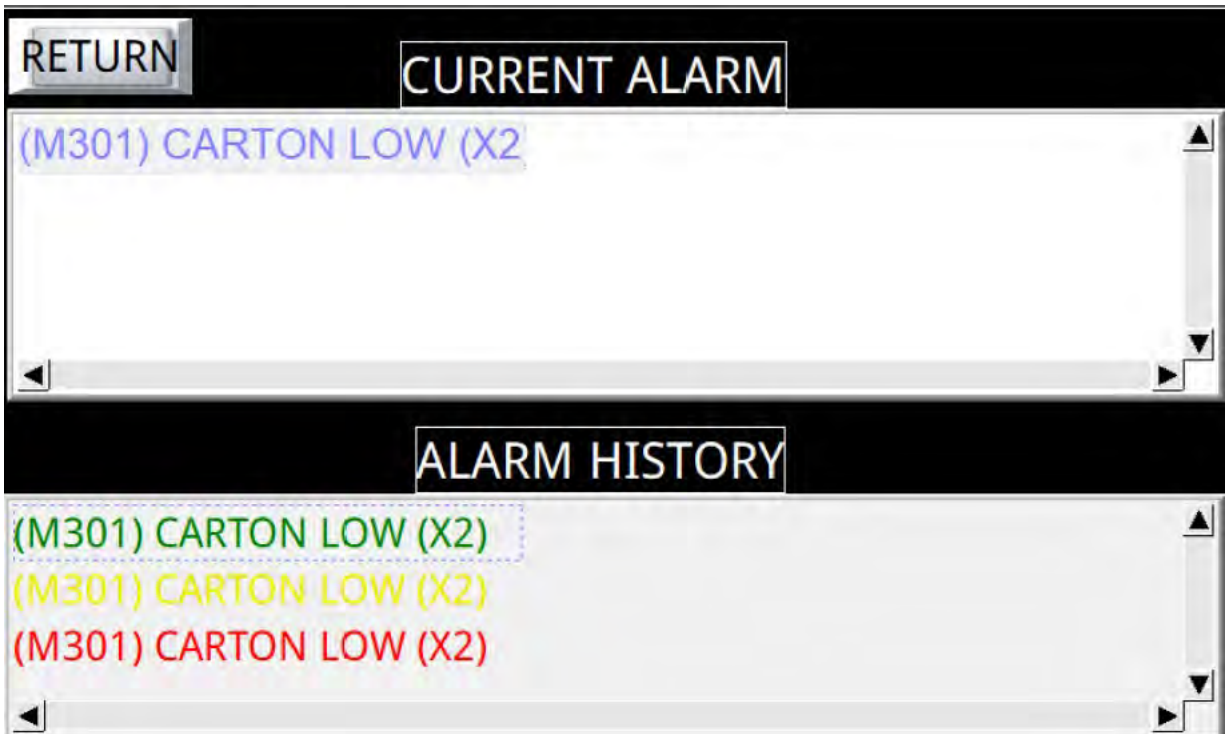 RETURN
CURRENT ALARM
(M301) CARTON LOW (X2
ALARM HISTORY
(M301) CARTON LOW (X2)
(M301) CARTON LOW (X2)
(M301) CARTON LOW (X2)